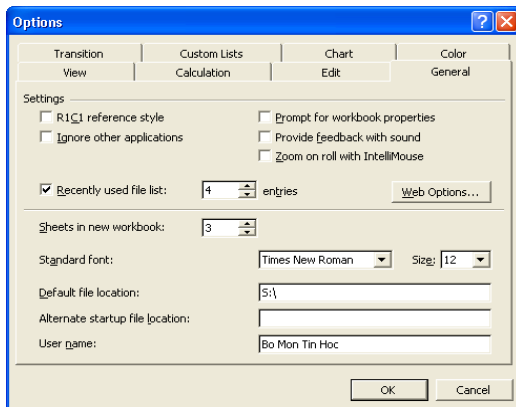 Options
Transition Custom Lists Chart Color
View Calculation Edit General
Settings
R1C1 reference style Prompt for workbook properties
Ignore other applications Provide feedback with sound
Zoom on roll with IntelliMouse
Recently used file list: 4 entries Web Options...
Sheets in new workbook: 3
Standard font: Times New Roman Size: 12
Default file location: S:\
Alternate startup file location:
User name: Bo Mon Tin Hoc
OK Cancel